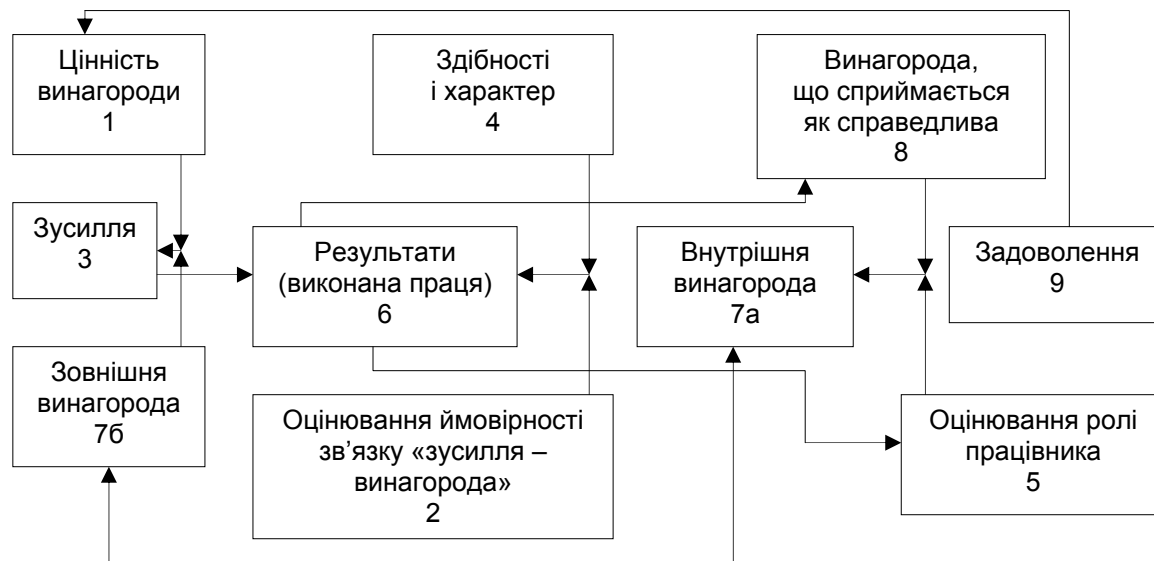 Цінність
винагороди
1
Здібності
і характер
4
Винагорода,
що сприймається
як справедлива
8
Зусилля
3
Результати
(виконана праця)
6
Внутрішня
винагорода
7а
Задоволення
9
Зовнішня
винагорода
7б
Оцінювання ймовірності
зв’язку «зусилля –
винагорода»
2
Оцінювання ролі
працівника
5